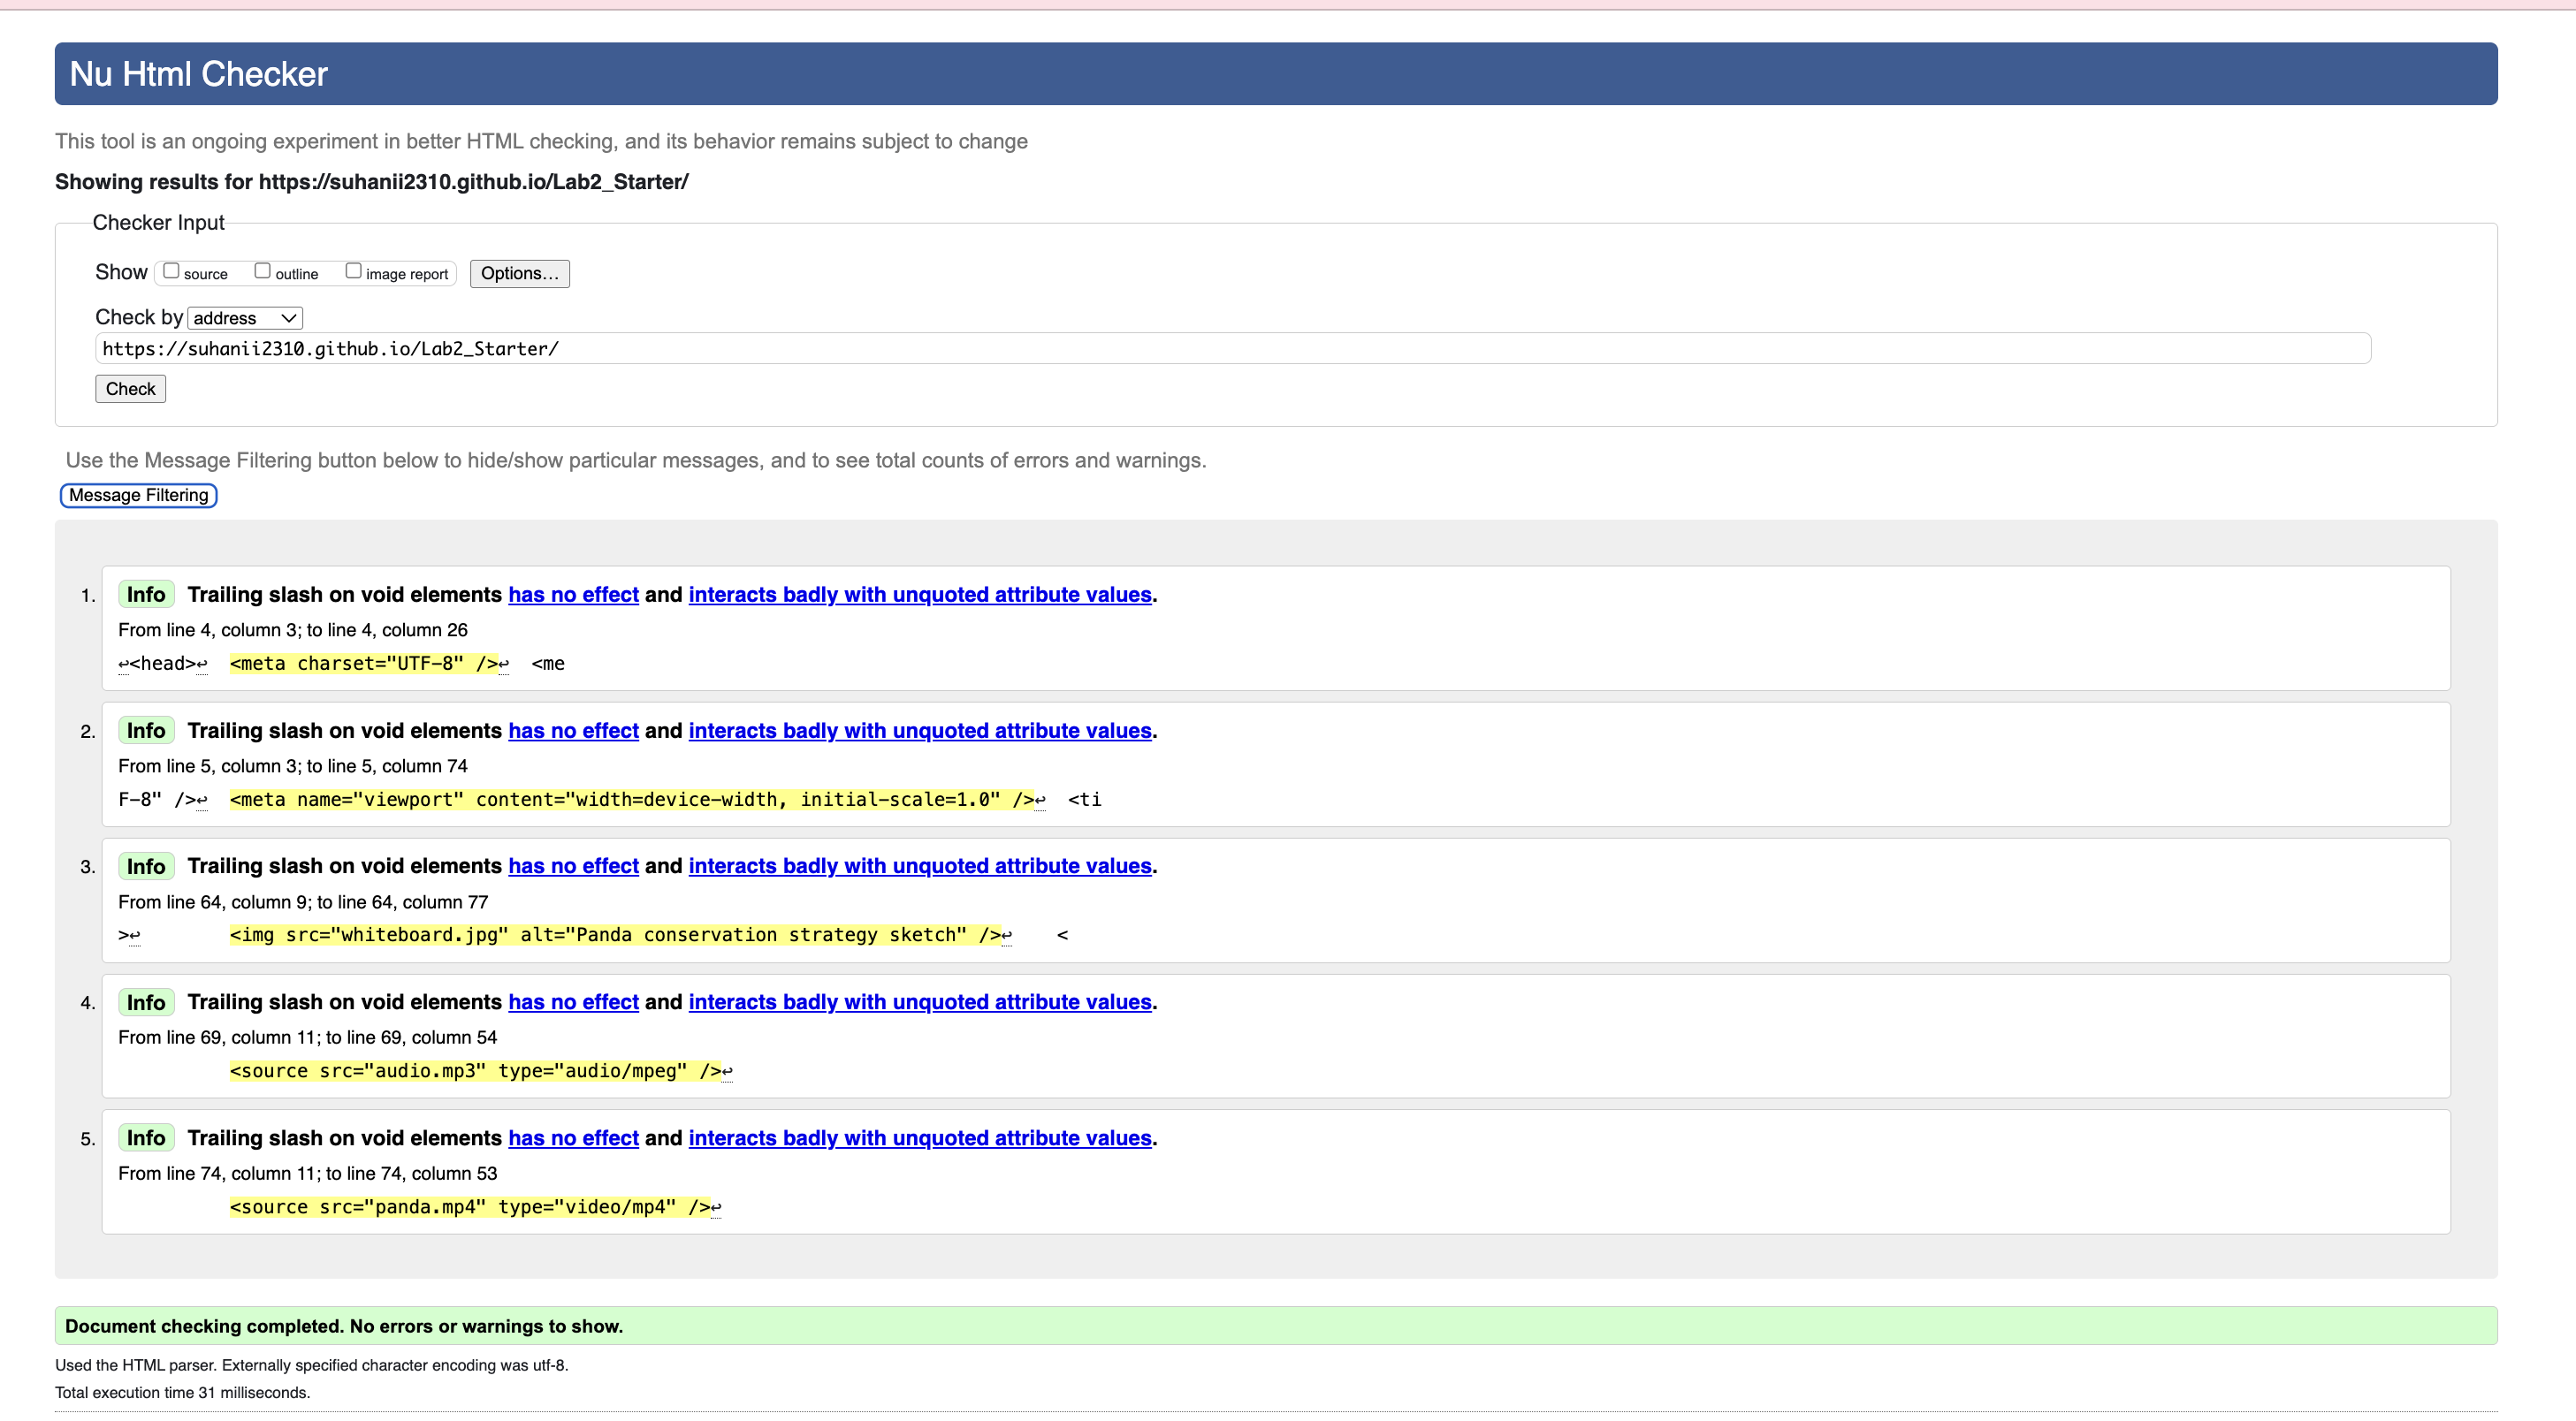 Nu Html Checker
This tool is an ongoing experiment in better HTML checking, and its behavior remains subject to change
Showing results for https://suhanii2310.github.io/Lab2_Starter/
Checker Input
Show source outline image report Options…
Check by address
https://suhanii2310.github.io/Lab2_Starter/
Check
Use the Message Filtering button below to hide/show particular messages, and to see total counts of errors and warnings.
Message Filtering
1. Info Trailing slash on void elements has no effect and interacts badly with unquoted attribute values.
From line 4, column 3; to line 4, column 26
↩<head>↩ <meta charset="UTF-8" />↩ <me
2. Info Trailing slash on void elements has no effect and interacts badly with unquoted attribute values.
From line 5, column 3; to line 5, column 74
F-8" />↩ <meta name="viewport" content="width=device-width, initial-scale=1.0" />↩ <ti
3. Info Trailing slash on void elements has no effect and interacts badly with unquoted attribute values.
From line 64, column 9; to line 64, column 77
>↩ <img src="whiteboard.jpg" alt="Panda conservation strategy sketch" />↩ <
4. Info Trailing slash on void elements has no effect and interacts badly with unquoted attribute values.
From line 69, column 11; to line 69, column 54
<source src="audio.mp3" type="audio/mpeg" />↩
5. Info Trailing slash on void elements has no effect and interacts badly with unquoted attribute values.
From line 74, column 11; to line 74, column 53
<source src="panda.mp4" type="video/mp4" />↩
Document checking completed. No errors or warnings to show.
Used the HTML parser. Externally specified character encoding was utf-8.
Total execution time 31 milliseconds.